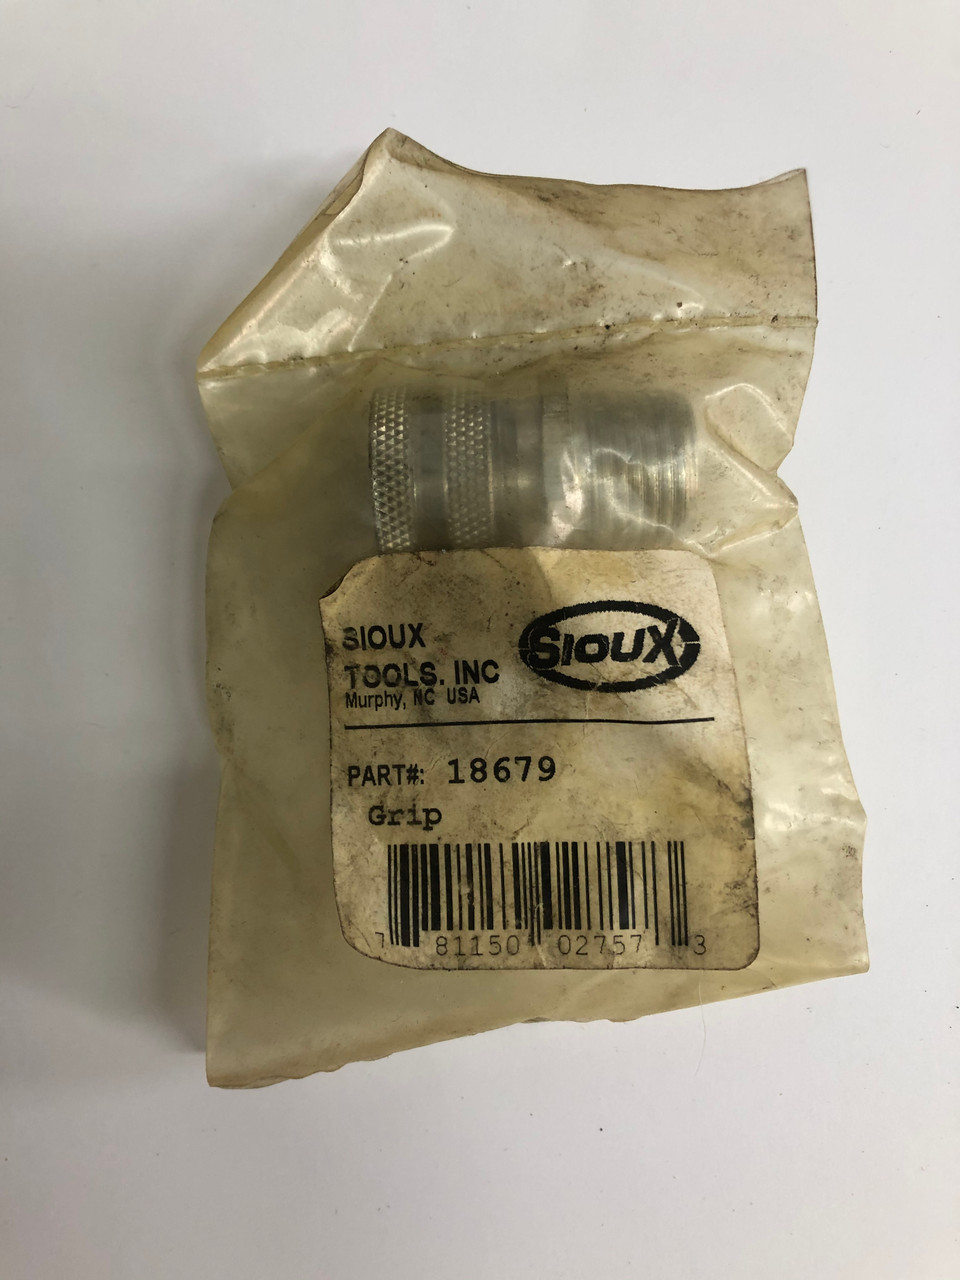 SIOUX
TOOLS, INC
Murphy, NC USA
SIOUX
PART#: 18679
Grip
7 81150 02757 3